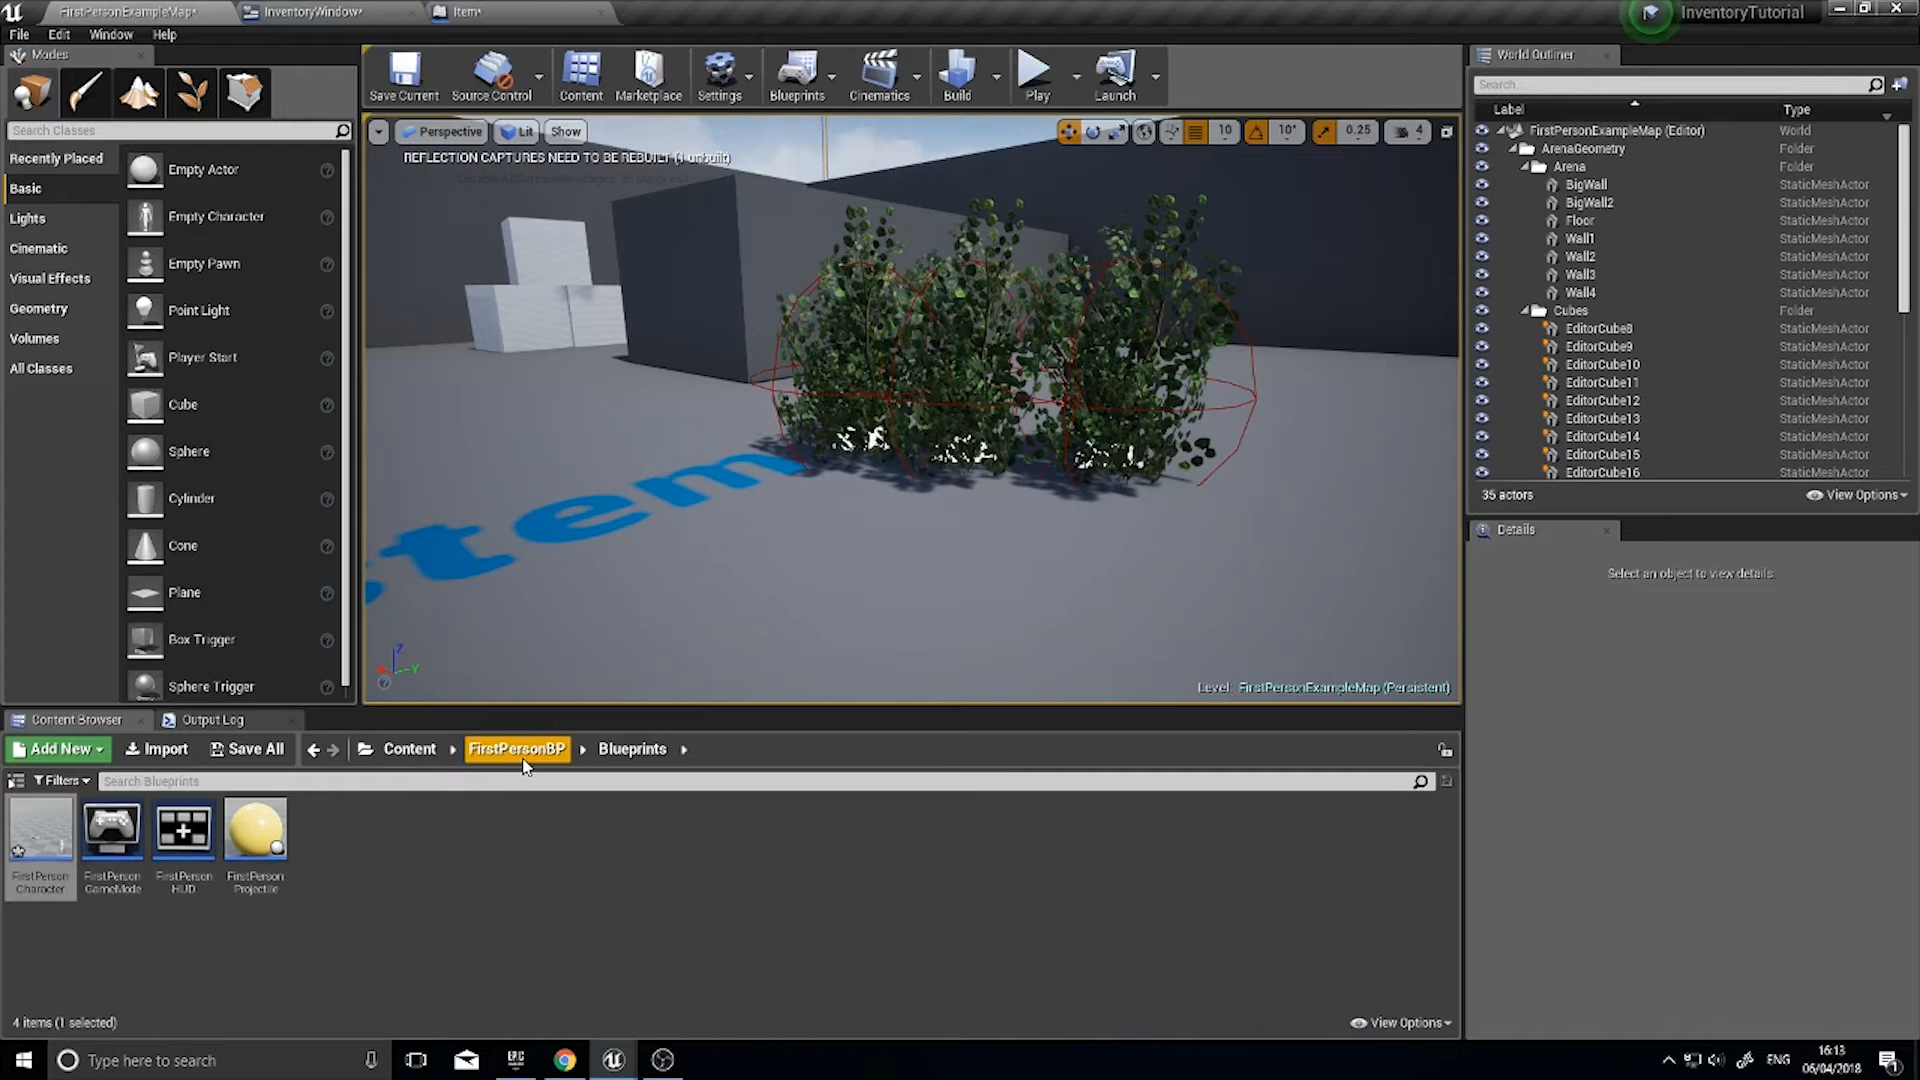 FirstPersonExampleMap*
InventoryWindow*
Item*
InventoryTutorial
File Edit Window Help
Modes
Save Current
Source Control
Content
Marketplace
Settings
Blueprints
Cinematics
Build
Play
Launch
Search Classes
Recently Placed
Basic
Lights
Cinematic
Visual Effects
Geometry
Volumes
All Classes
Empty Actor
Empty Character
Empty Pawn
Point Light
Player Start
Cube
Sphere
Cylinder
Cone
Plane
Box Trigger
Sphere Trigger
Perspective Lit Show
10 10° 0.25 4
REFLECTION CAPTURES NEED TO BE REBUILT (1 unbuilt)
stem
Z
Y
Level: FirstPersonExampleMap (Persistent)
World Outliner
Search...
Label Type
FirstPersonExampleMap (Editor) World
ArenaGeometry Folder
Arena Folder
BigWall StaticMeshActor
BigWall2 StaticMeshActor
Floor StaticMeshActor
Wall1 StaticMeshActor
Wall2 StaticMeshActor
Wall3 StaticMeshActor
Wall4 StaticMeshActor
Cubes Folder
EditorCube8 StaticMeshActor
EditorCube9 StaticMeshActor
EditorCube10 StaticMeshActor
EditorCube11 StaticMeshActor
EditorCube12 StaticMeshActor
EditorCube13 StaticMeshActor
EditorCube14 StaticMeshActor
EditorCube15 StaticMeshActor
EditorCube16 StaticMeshActor
35 actors View Options
Details
Select an object to view details.
Content Browser Output Log
Add New Import Save All Content FirstPersonBP Blueprints
Filters Search Blueprints
FirstPerson
Character
FirstPerson
GameMode
FirstPerson
HUD
FirstPerson
Projectile
4 items (1 selected)
View Options
Type here to search
EPIC
ENG
16:13
06/04/2018
1